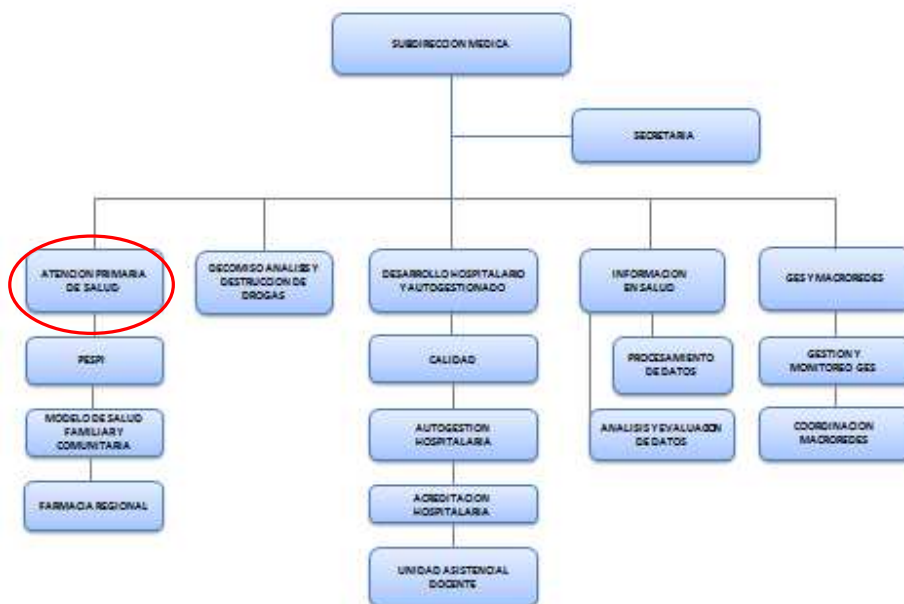 SUBDIRECCION MEDICA
SECRETARIA
ATENCION PRIMARIA
DE SALUD
DECOMISO ANALISIS Y
DESTRUCCION DE
DROGAS
DESARROLLO HOSPITALARIO
Y AUTOGESTIONADO
INFORMACION
EN SALUD
GES Y MACROREDES
PESPI
CALIDAD
PROCESAMIENTO
DE DATOS
GESTION Y
MONITOREO GES
MODELO DE SALUD
FAMILIAR Y
COMUNITARIA
AUTOGESTION
HOSPITALARIA
ANALISIS Y EVALUACION
DE DATOS
COORDINACION
MACROREDES
FARMACIA REGIONAL
ACREDITACION
HOSPITALARIA
UNIDAD ASISTENCIAL
DOCENTE